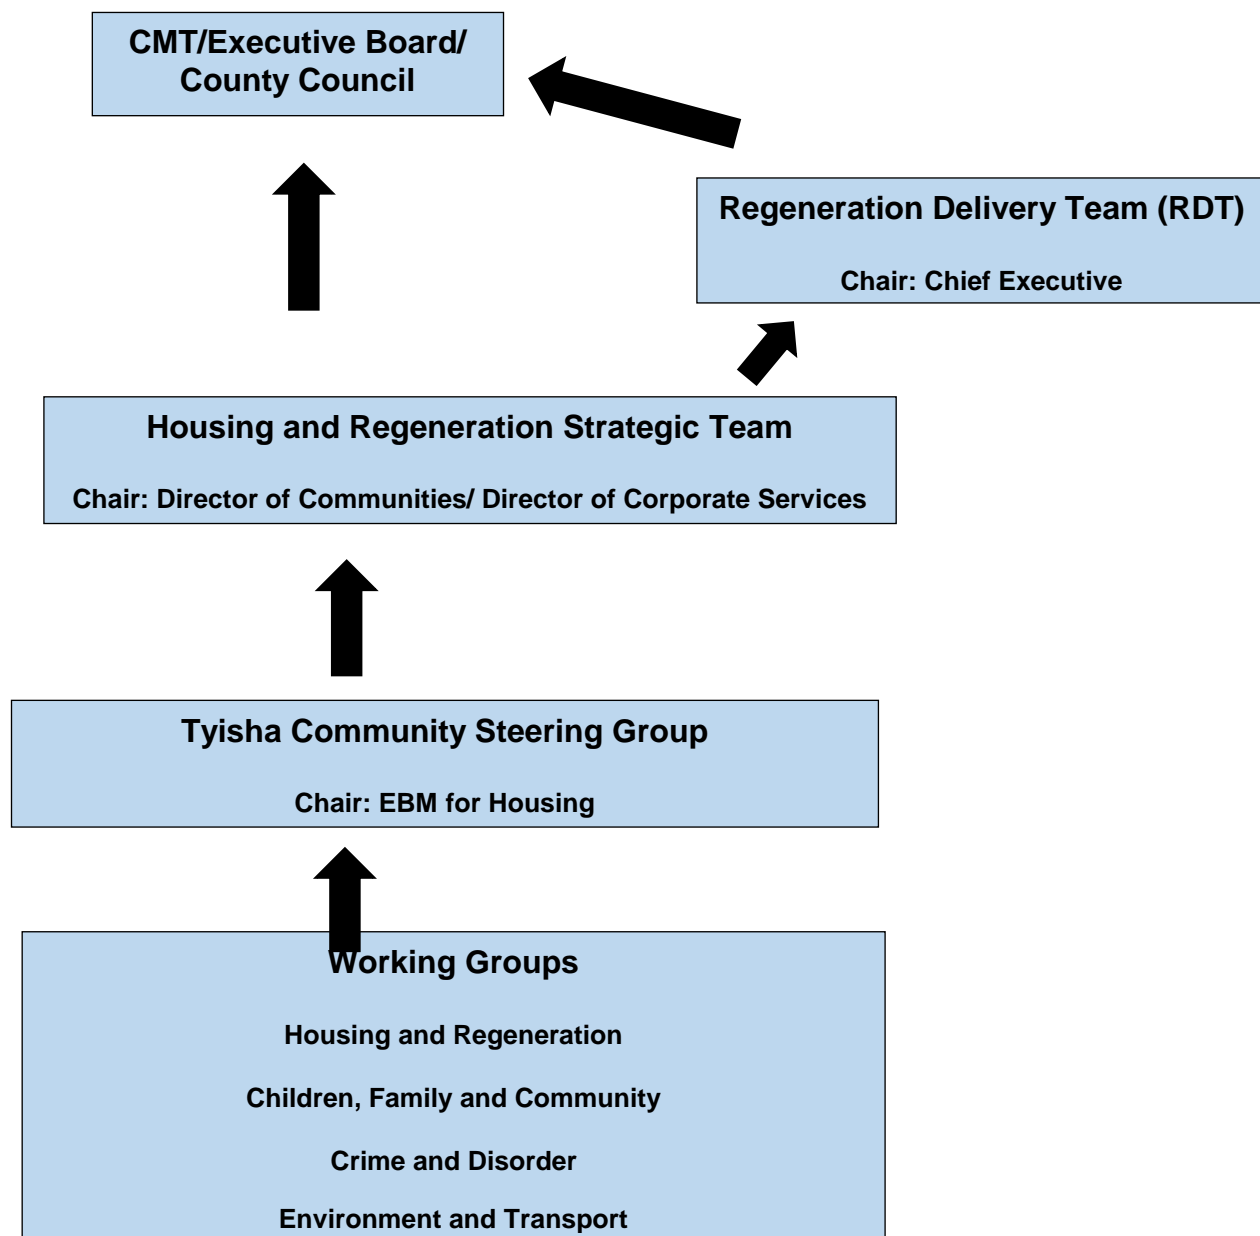 CMT/Executive Board/
County Council
Regeneration Delivery Team (RDT)
Chair: Chief Executive
Housing and Regeneration Strategic Team
Chair: Director of Communities/ Director of Corporate Services
Tyisha Community Steering Group
Chair: EBM for Housing
Working Groups
Housing and Regeneration
Children, Family and Community
Crime and Disorder
Environment and Transport